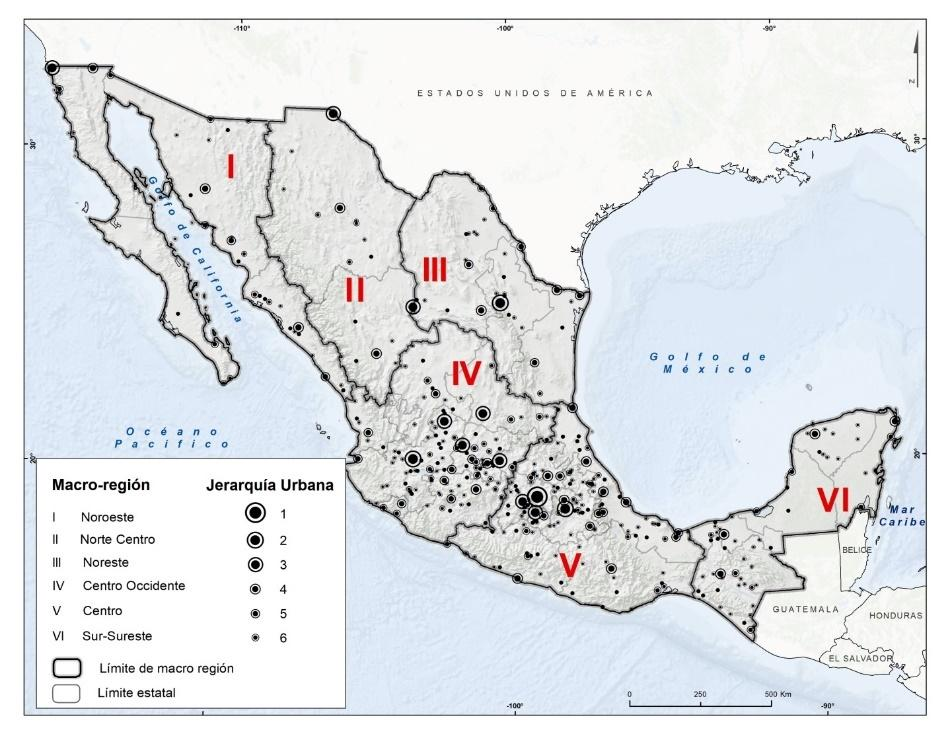 -110°
-100°
-90°
N
ESTADOS UNIDOS DE AMÉRICA
30°
30°
I
Golfo de California
II
III
IV
Golfo de
México
Océano
Pacífico
20°
20°
VI
Mar
Caribe
V
BELICE
GUATEMALA
HONDURAS
EL SALVADOR
Macro-región
Jerarquía Urbana
I Noroeste 1
II Norte Centro 2
III Noreste 3
IV Centro Occidente 4
V Centro 5
VI Sur-Sureste 6
Límite de macro región
Límite estatal
0 250 500 Km
-100°
-90°